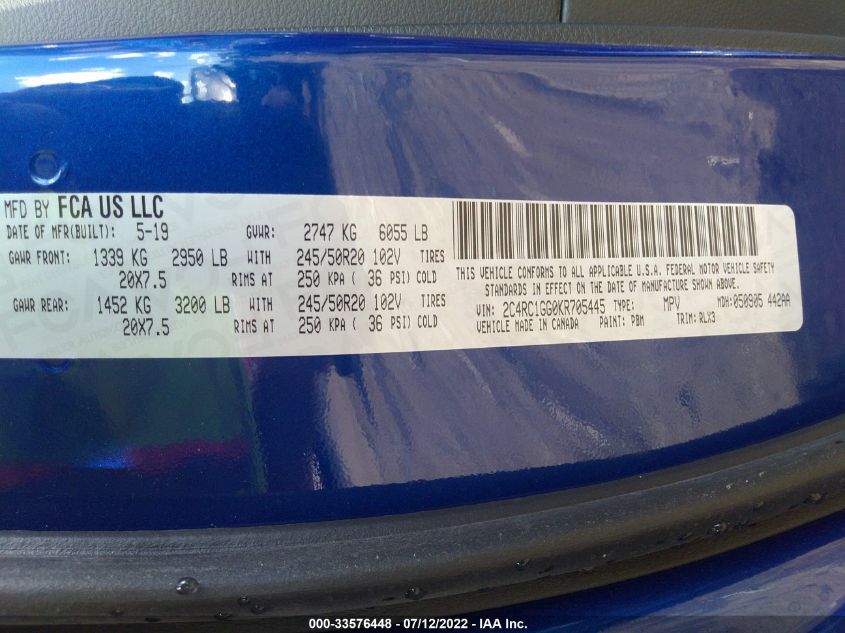 MFD BY FCA US LLC
DATE OF MFR(BUILT): 5-19 GVWR: 2747 KG 6055 LB
GAWR FRONT: 1339 KG 2950 LB WITH 245/50R20 102V TIRES
20X7.5 RIMS AT 250 KPA ( 36 PSI) COLD
GAWR REAR: 1452 KG 3200 LB WITH 245/50R20 102V TIRES
20X7.5 RIMS AT 250 KPA ( 36 PSI) COLD
THIS VEHICLE CONFORMS TO ALL APPLICABLE U.S.A. FEDERAL MOTOR VEHICLE SAFETY
STANDARDS IN EFFECT ON THE DATE OF MANUFACTURE SHOWN ABOVE.
VIN: 2C4RC1GG0KR705445 TYPE: MPV MDH: 050905 442AA
VEHICLE MADE IN CANADA PAINT: PBM TRIM: RLX3
000-33576448 - 07/12/2022 - IAA Inc.